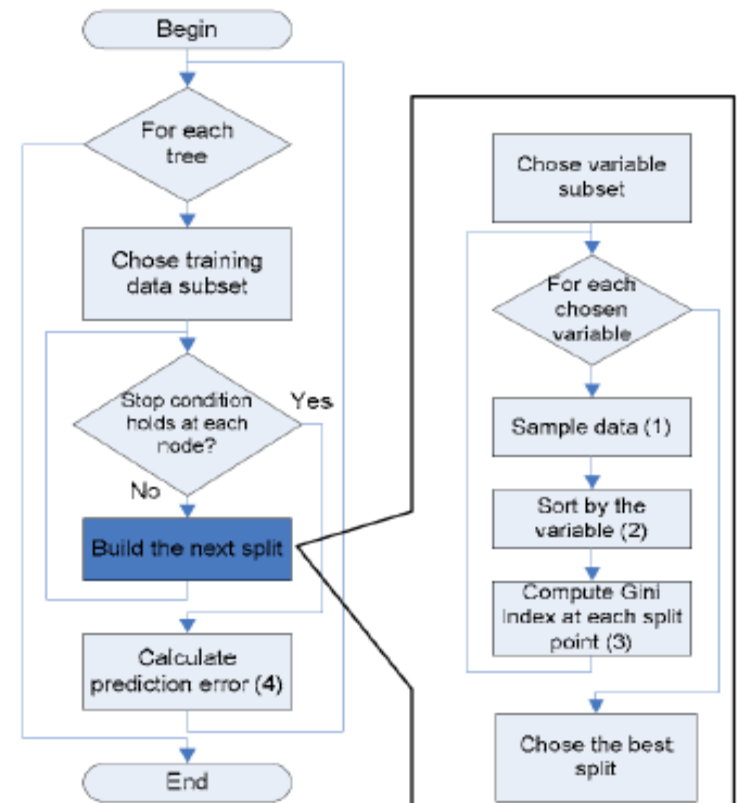 Begin
For each
tree
Chose training
data subset
Stop condition
holds at each
node?
Yes
No
Build the next split
Calculate
prediction error (4)
End
Chose variable
subset
For each
chosen
variable
Sample data (1)
Sort by the
variable (2)
Compute Gini
Index at each split
point (3)
Chose the best
split